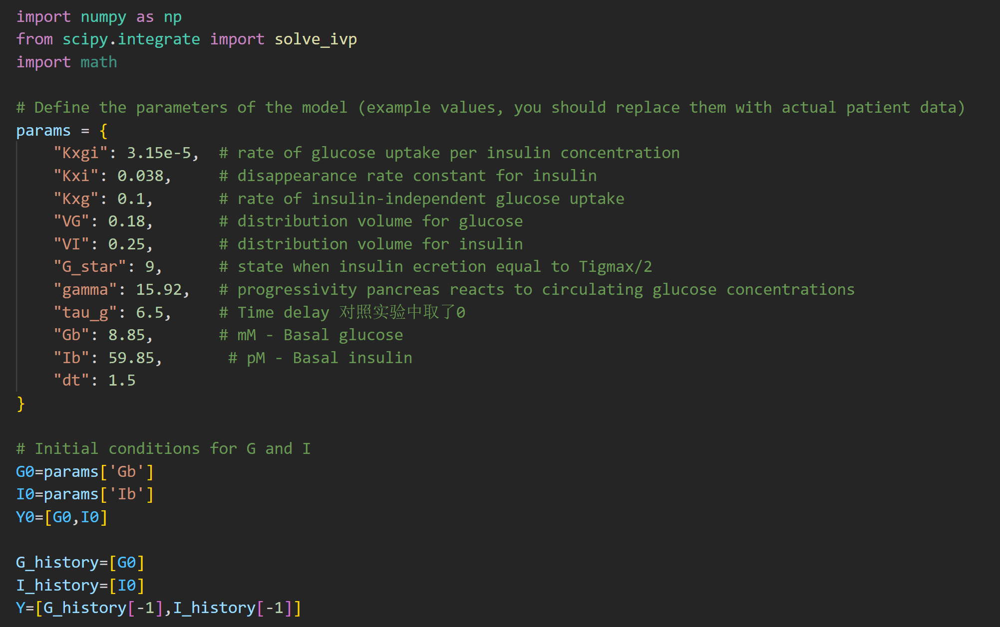 import numpy as np
from scipy.integrate import solve_ivp
import math
# Define the parameters of the model (example values, you should replace them with actual patient data)
params = {
    "Kxgi": 3.15e-5,  # rate of glucose uptake per insulin concentration
    "Kxi": 0.038,     # disappearance rate constant for insulin
    "Kxg": 0.1,       # rate of insulin-independent glucose uptake
    "VG": 0.18,       # distribution volume for glucose
    "VI": 0.25,       # distribution volume for insulin
    "G_star": 9,      # state when insulin ecretion equal to Tigmax/2
    "gamma": 15.92,   # progressivity pancreas reacts to circulating glucose concentrations
    "tau_g": 6.5,     # Time delay 对照实验中取了0
    "Gb": 8.85,       # mM - Basal glucose
    "Ib": 59.85,       # pM - Basal insulin
    "dt": 1.5
}
# Initial conditions for G and I
G0=params['Gb']
I0=params['Ib']
Y0=[G0,I0]
G_history=[G0]
I_history=[I0]
Y=[G_history[-1],I_history[-1]]